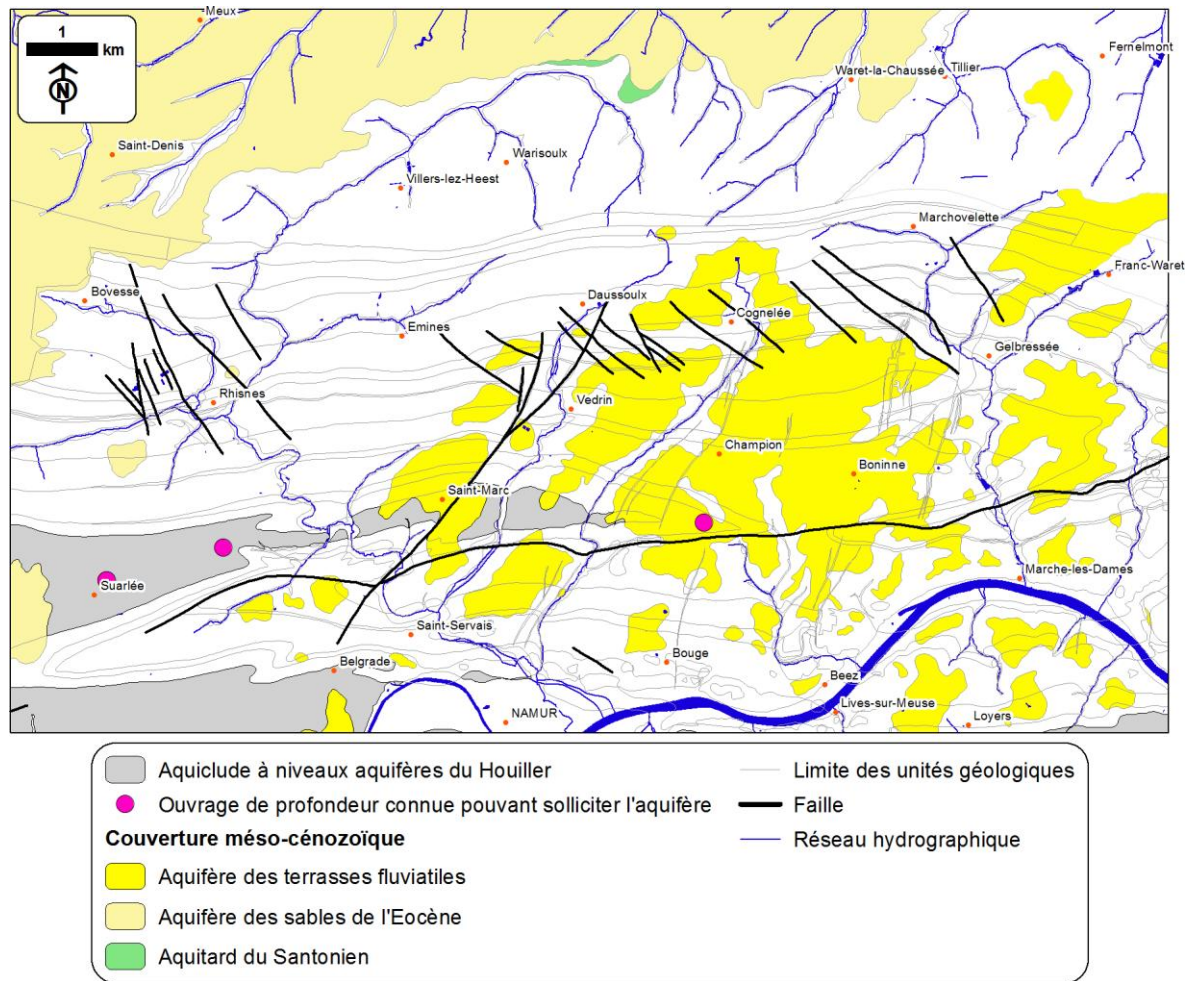 Meux
1
km
N
Fernelmont
Waret-la-Chaussée
Tillier
Saint-Denis
Warisoulx
Villers-lez-Heest
Marchovelette
Franc-Waret
Bovesse
Daussoulx
Cognelée
Emines
Gelbressée
Rhisnes
Vedrin
Champion
Boninne
Saint-Marc
Suarlée
Marche-les-Dames
Saint-Servais
Bouge
Belgrade
Beez
Lives-sur-Meuse
NAMUR
Loyers
Aquiclude à niveaux aquifères du Houiller
Ouvrage de profondeur connue pouvant solliciter l'aquifère
Couverture méso-cénozoïque
Aquifère des terrasses fluviatiles
Aquifère des sables de l'Eocène
Aquitard du Santonien
Limite des unités géologiques
Faille
Réseau hydrographique